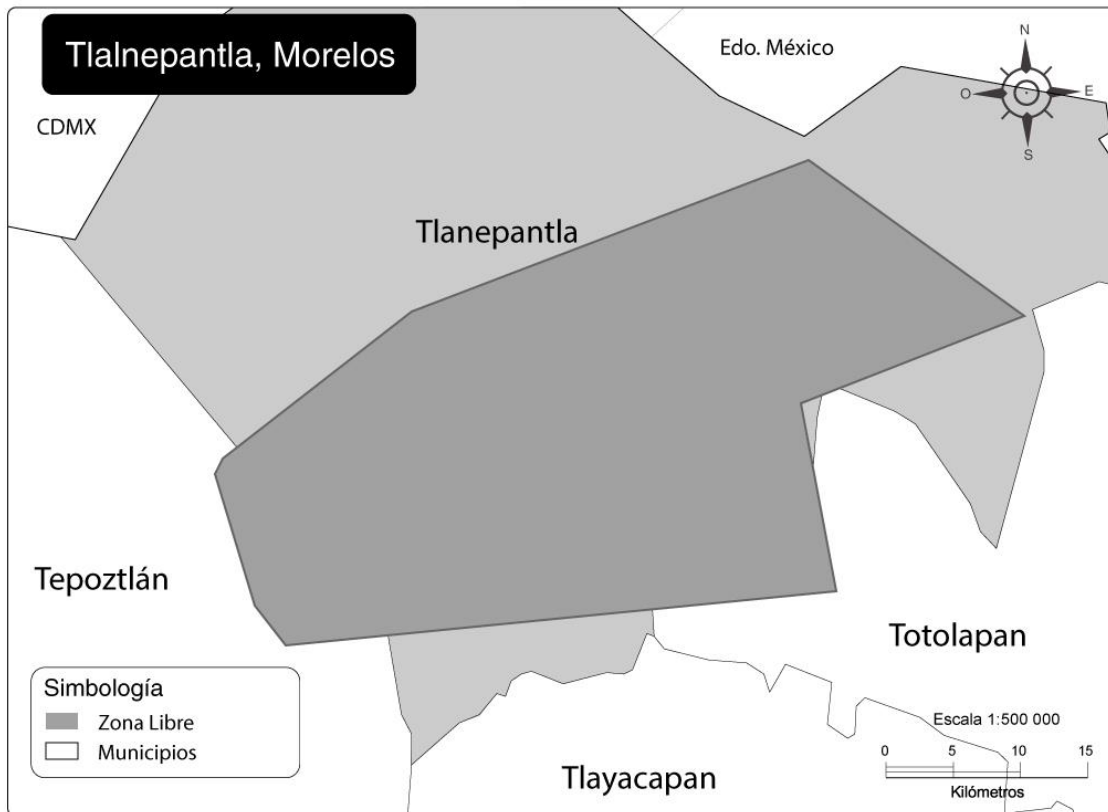 Tlalnepantla, Morelos
Edo. México
N
O
E
S
CDMX
Tlanepantla
Tepoztlán
Totolapan
Tlayacapan
Simbología
Zona Libre
Municipios
Escala 1:500 000
0 5 10 15
Kilómetros